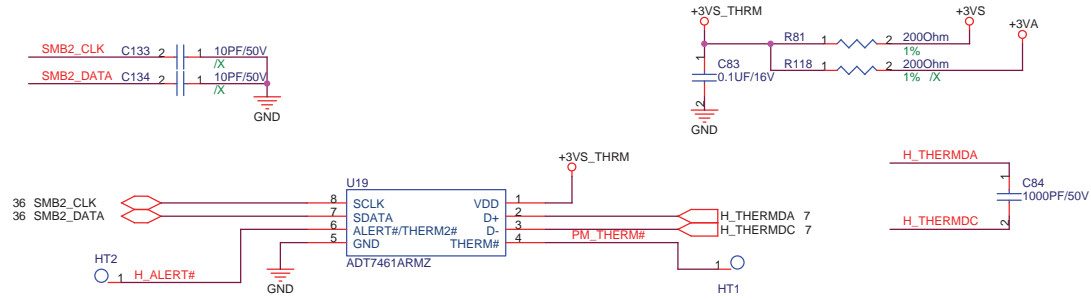 SMB2_CLK C133 2 1 10PF/50V
/X
SMB2_DATA C134 2 1 10PF/50V
/X
GND
+3VS_THRM +3VS
+3VA
R81 1 2 200Ohm
1%
R118 1 2 200Ohm
1% /X
1
C83
0.1UF/16V
2
GND
+3VS_THRM
H_THERMDA
1
C84
1000PF/50V
2
H_THERMDC
U19
36 SMB2_CLK 8 SCLK VDD 1
36 SMB2_DATA 7 SDATA D+ 2 H_THERMDA 7
6 ALERT#/THERM2# D- 3 H_THERMDC 7
5 GND THERM# 4 PM_THERM#
ADT7461ARMZ
GND
HT2
1 H_ALERT#
1
HT1